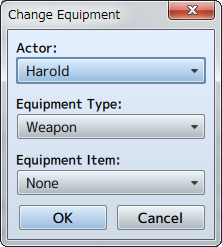 Change Equipment
Actor:
Harold
Equipment Type:
Weapon
Equipment Item:
None
OK
Cancel